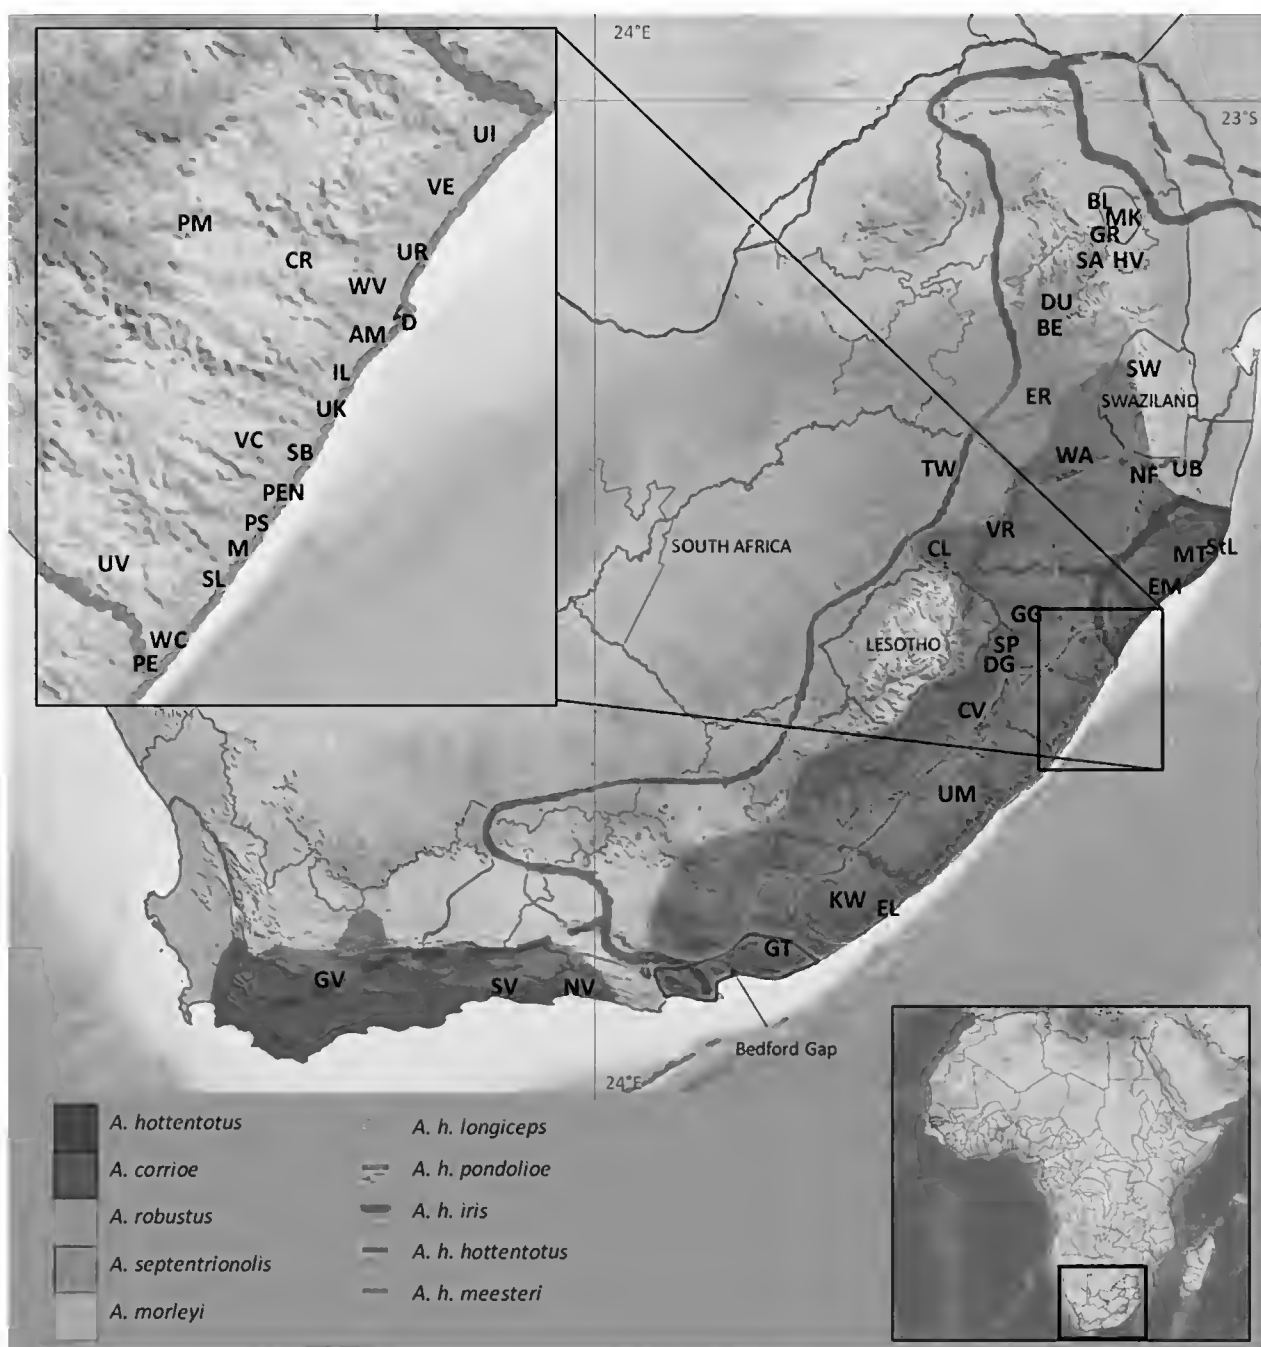 24°E
23°S
UI
VE
PM
UR
CR
WV
D
AM
IL
UK
VC
SB
PEN
PS
M
UV
SL
WC
PE
BL
MK
GR
SA HV
DU
BE
SW
ER
SWAZILAND
WA
TW
NF UB
VR
SOUTH AFRICA
CL
MT StL
EM
GG
LESOTHO
SP
DG
CV
UM
KW
EL
GT
GV
SV
NV
Bedford Gap
24°E
A. hottentotus
A. corrioe
A. robustus
A. septentrionolis
A. morleyi
A. h. longiceps
A. h. pondolioe
A. h. iris
A. h. hottentotus
A. h. meesteri